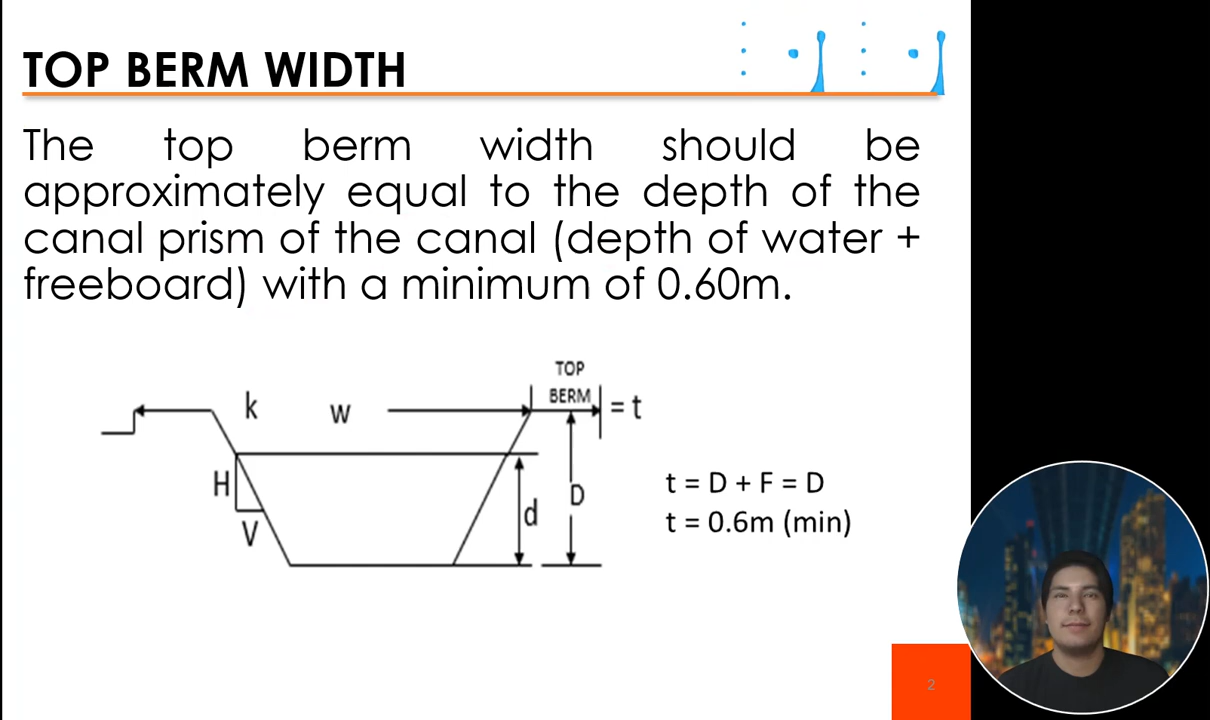 TOP BERM WIDTH
The top berm width should be
approximately equal to the depth of the
canal prism of the canal (depth of water +
freeboard) with a minimum of 0.60m.
TOP
k w BERM = t
H
V
d
D
t = D + F = D
t = 0.6m (min)
2